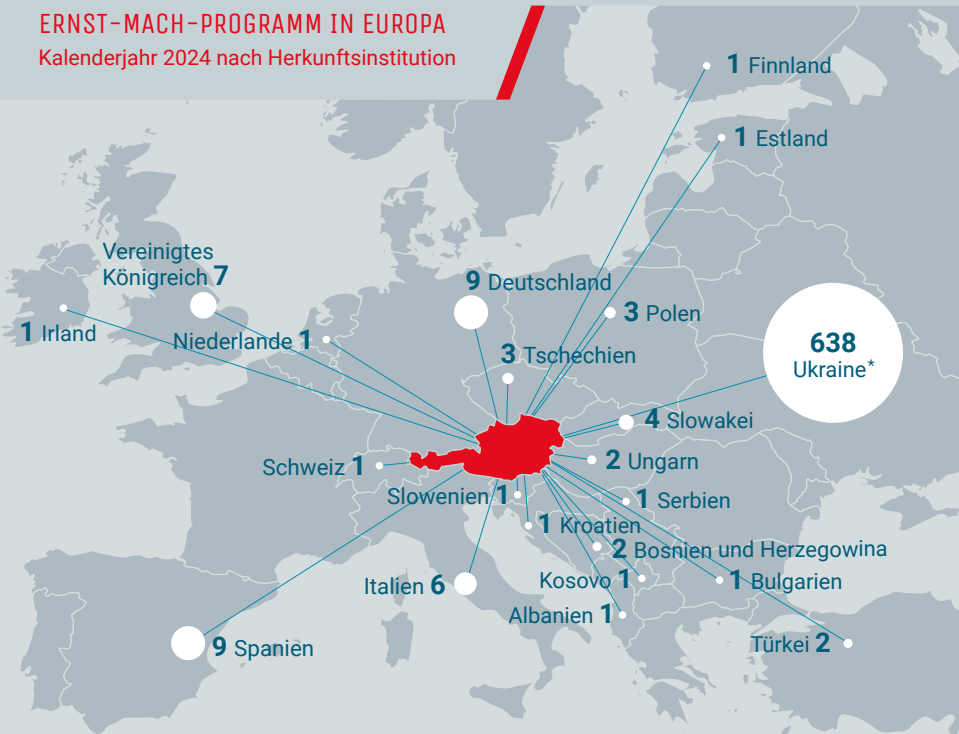 ERNST-MACH-PROGRAMM IN EUROPA
Kalenderjahr 2024 nach Herkunftsinstitution
1 Finnland
1 Estland
Vereinigtes
Königreich 7
9 Deutschland
1 Irland
Niederlande 1
3 Polen
3 Tschechien
638
Ukraine*
4 Slowakei
Schweiz 1
2 Ungarn
Slowenien 1
1 Serbien
1 Kroatien
2 Bosnien und Herzegowina
Italien 6
Kosovo 1
1 Bulgarien
Albanien 1
9 Spanien
Türkei 2